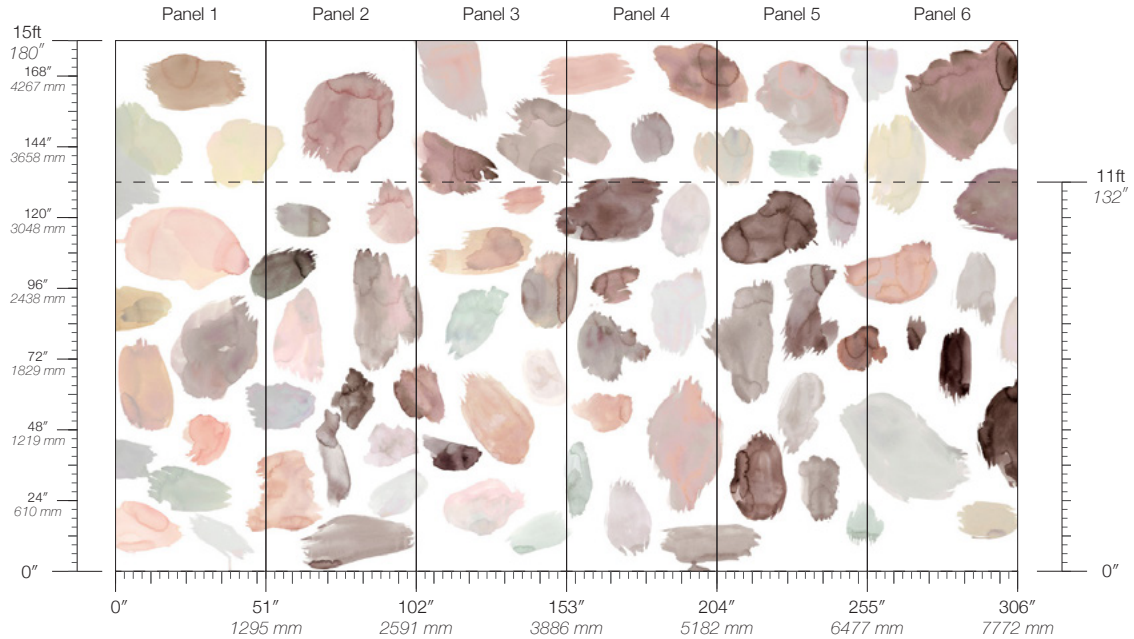 Panel 1 Panel 2 Panel 3 Panel 4 Panel 5 Panel 6
15ft
180″
168″
4267 mm
144″
3658 mm
11ft
132″
120″
3048 mm
96″
2438 mm
72″
1829 mm
48″
1219 mm
24″
610 mm
0″ 0″
0″ 51″ 102″ 153″ 204″ 255″ 306″
1295 mm 2591 mm 3886 mm 5182 mm 6477 mm 7772 mm